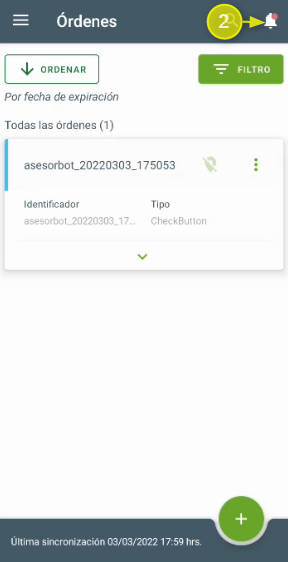 Órdenes
2
ORDENAR
FILTRO
Por fecha de expiración
Todas las órdenes (1)
asesorbot_20220303_175053
Identificador Tipo
asesorbot_20220303_17... CheckButton
Última sincronización 03/03/2022 17:59 hrs.